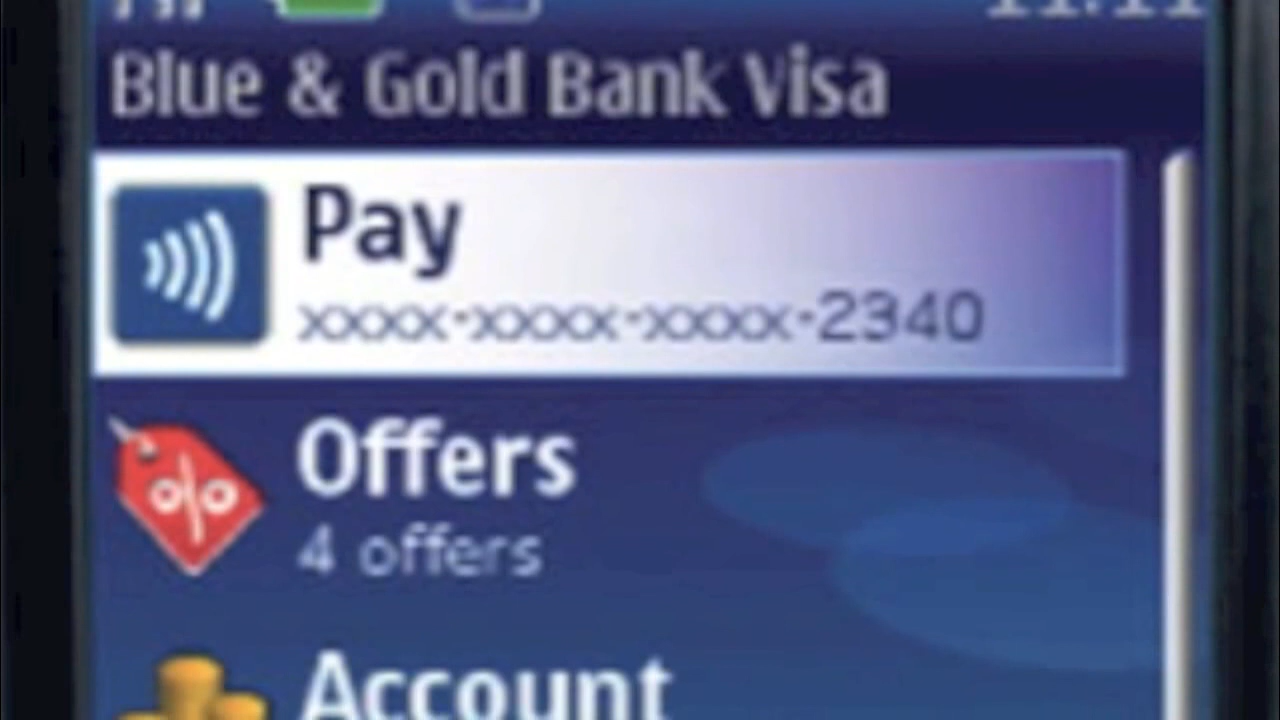 Blue & Gold Bank Visa
Pay
xxxx-xxxx-xxxx-2340
Offers
4 offers
Account